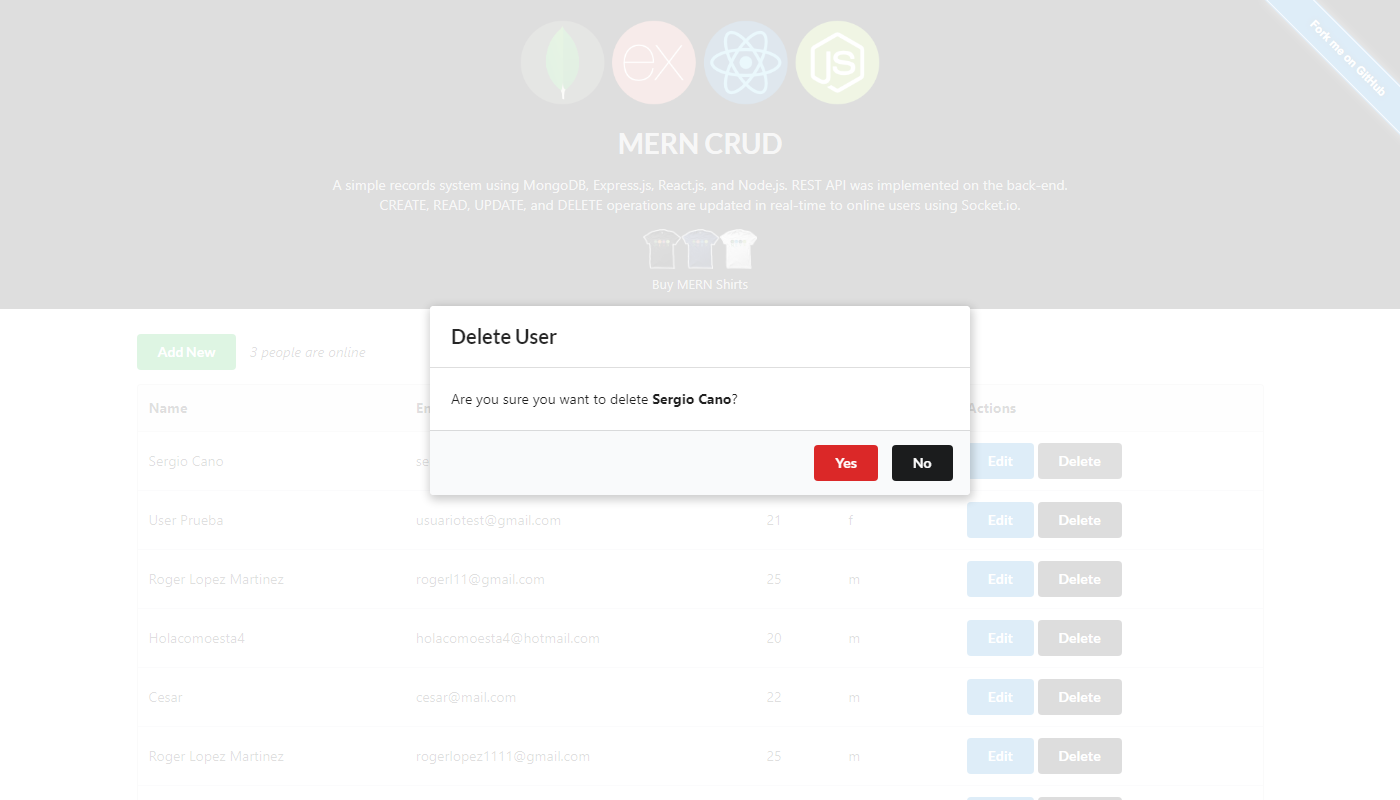 Fork me on GitHub
ex
JS
MERN CRUD
A simple records system using MongoDB, Express.js, React.js, and Node.js. REST API was implemented on the back-end.
CREATE, READ, UPDATE, and DELETE operations are updated in real-time to online users using Socket.io.
Buy MERN Shirts
Delete User
Are you sure you want to delete Sergio Cano?
Yes No
Add New 3 people are online
Name Actions
Sergio Cano Edit Delete
User Prueba usuariotest@gmail.com 21 f Edit Delete
Roger Lopez Martinez rogerl11@gmail.com 25 m Edit Delete
Holacomoesta4 holacomoesta4@hotmail.com 20 m Edit Delete
Cesar cesar@mail.com 22 m Edit Delete
Roger Lopez Martinez rogerlopez1111@gmail.com 25 m Edit Delete